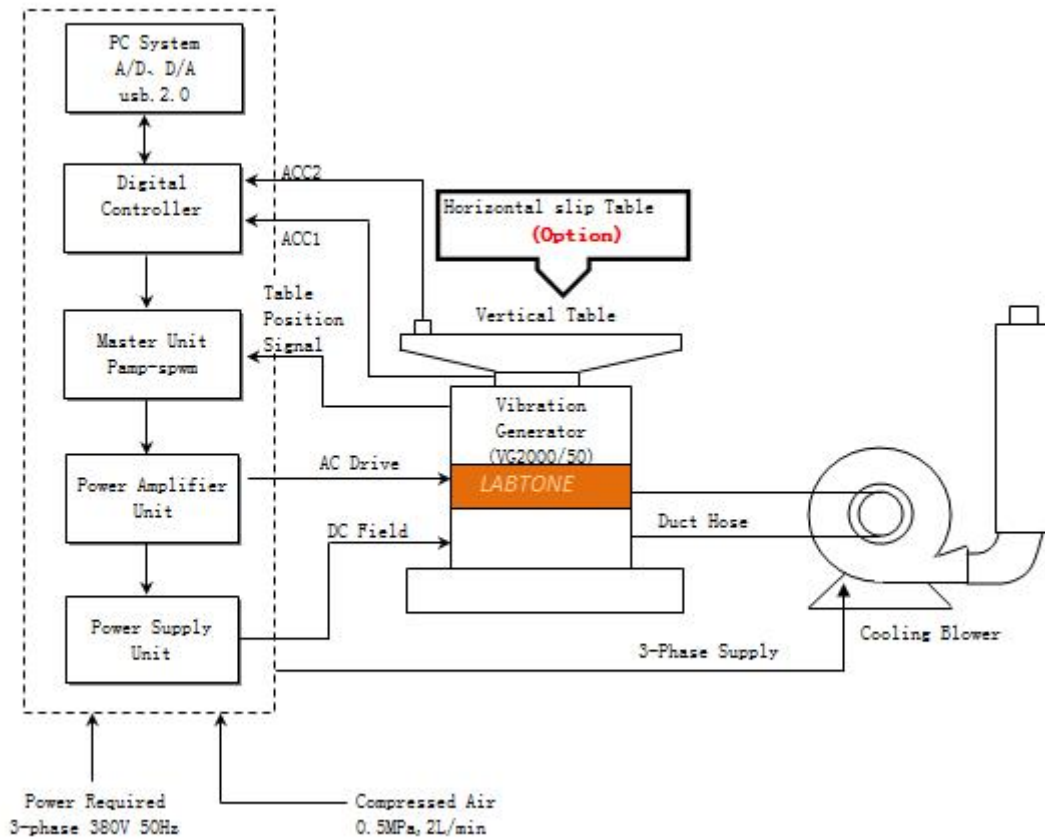 PC System
A/D、D/A
usb.2.0
Digital
Controller
ACC2
ACC1
Horizontal slip Table
(Option)
Table
Position
Signal
Vertical Table
Master Unit
Pamp-spwm
Vibration
Generator
(VG2000/50)
LABTONE
AC Drive
Power Amplifier
Unit
DC Field
Duct Hose
Power Supply
Unit
3-Phase Supply
Cooling Blower
Power Required
3-phase 380V 50Hz
Compressed Air
0.5MPa,2L/min